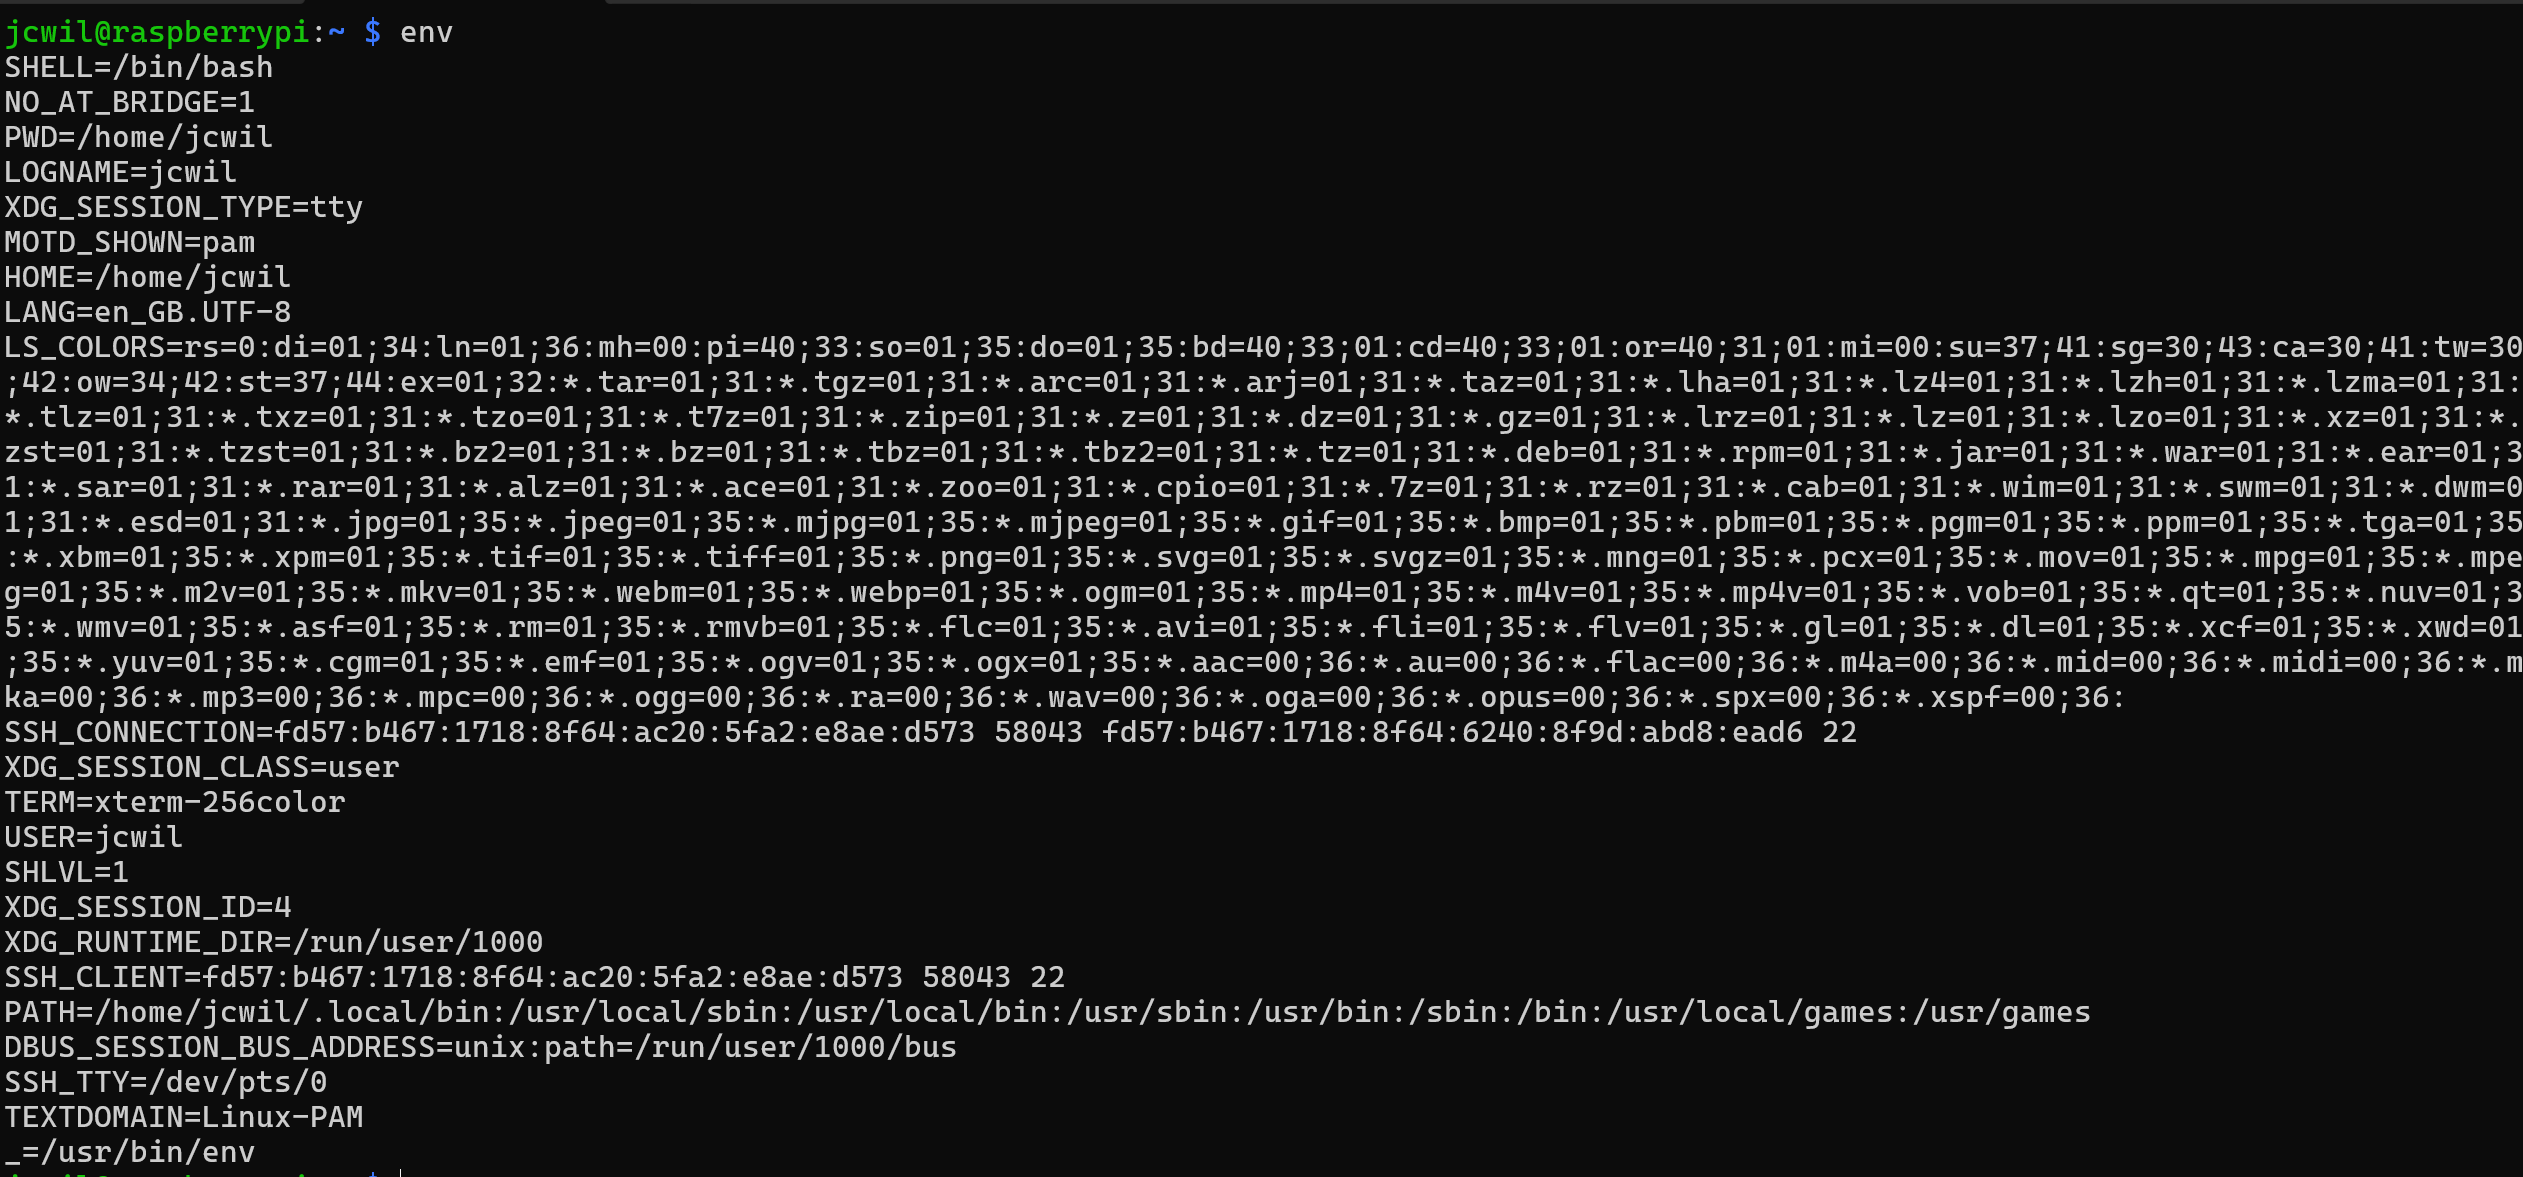 jcwil@raspberrypi:~ $ env
SHELL=/bin/bash
NO_AT_BRIDGE=1
PWD=/home/jcwil
LOGNAME=jcwil
XDG_SESSION_TYPE=tty
MOTD_SHOWN=pam
HOME=/home/jcwil
LANG=en_GB.UTF-8
LS_COLORS=rs=0:di=01;34:ln=01;36:mh=00:pi=40;33:so=01;35:do=01;35:bd=40;33;01:cd=40;33;01:or=40;31;01:mi=00:su=37;41:sg=30;43:ca=30;41:tw=30
;42:ow=34;42:st=37;44:ex=01;32:*.tar=01;31:*.tgz=01;31:*.arc=01;31:*.arj=01;31:*.taz=01;31:*.lha=01;31:*.lz4=01;31:*.lzh=01;31:*.lzma=01;31:
*.tlz=01;31:*.txz=01;31:*.tzo=01;31:*.t7z=01;31:*.zip=01;31:*.z=01;31:*.dz=01;31:*.gz=01;31:*.lrz=01;31:*.lz=01;31:*.lzo=01;31:*.xz=01;31:*.
zst=01;31:*.tzst=01;31:*.bz2=01;31:*.bz=01;31:*.tbz=01;31:*.tbz2=01;31:*.tz=01;31:*.deb=01;31:*.rpm=01;31:*.jar=01;31:*.war=01;31:*.ear=01;3
1:*.sar=01;31:*.rar=01;31:*.alz=01;31:*.ace=01;31:*.zoo=01;31:*.cpio=01;31:*.7z=01;31:*.rz=01;31:*.cab=01;31:*.wim=01;31:*.swm=01;31:*.dwm=0
1;31:*.esd=01;31:*.jpg=01;35:*.jpeg=01;35:*.mjpg=01;35:*.mjpeg=01;35:*.gif=01;35:*.bmp=01;35:*.pbm=01;35:*.pgm=01;35:*.ppm=01;35:*.tga=01;35
:*.xbm=01;35:*.xpm=01;35:*.tif=01;35:*.tiff=01;35:*.png=01;35:*.svg=01;35:*.svgz=01;35:*.mng=01;35:*.pcx=01;35:*.mov=01;35:*.mpg=01;35:*.mpe
g=01;35:*.m2v=01;35:*.mkv=01;35:*.webm=01;35:*.webp=01;35:*.ogm=01;35:*.mp4=01;35:*.m4v=01;35:*.mp4v=01;35:*.vob=01;35:*.qt=01;35:*.nuv=01;3
5:*.wmv=01;35:*.asf=01;35:*.rm=01;35:*.rmvb=01;35:*.flc=01;35:*.avi=01;35:*.fli=01;35:*.flv=01;35:*.gl=01;35:*.dl=01;35:*.xcf=01;35:*.xwd=01
;35:*.yuv=01;35:*.cgm=01;35:*.emf=01;35:*.ogv=01;35:*.ogx=01;35:*.aac=00;36:*.au=00;36:*.flac=00;36:*.m4a=00;36:*.mid=00;36:*.midi=00;36:*.m
ka=00;36:*.mp3=00;36:*.mpc=00;36:*.ogg=00;36:*.ra=00;36:*.wav=00;36:*.oga=00;36:*.opus=00;36:*.spx=00;36:*.xspf=00;36:
SSH_CONNECTION=fd57:b467:1718:8f64:ac20:5fa2:e8ae:d573 58043 fd57:b467:1718:8f64:6240:8f9d:abd8:ead6 22
XDG_SESSION_CLASS=user
TERM=xterm-256color
USER=jcwil
SHLVL=1
XDG_SESSION_ID=4
XDG_RUNTIME_DIR=/run/user/1000
SSH_CLIENT=fd57:b467:1718:8f64:ac20:5fa2:e8ae:d573 58043 22
PATH=/home/jcwil/.local/bin:/usr/local/sbin:/usr/local/bin:/usr/sbin:/usr/bin:/sbin:/bin:/usr/local/games:/usr/games
DBUS_SESSION_BUS_ADDRESS=unix:path=/run/user/1000/bus
SSH_TTY=/dev/pts/0
TEXTDOMAIN=Linux-PAM
_=/usr/bin/env